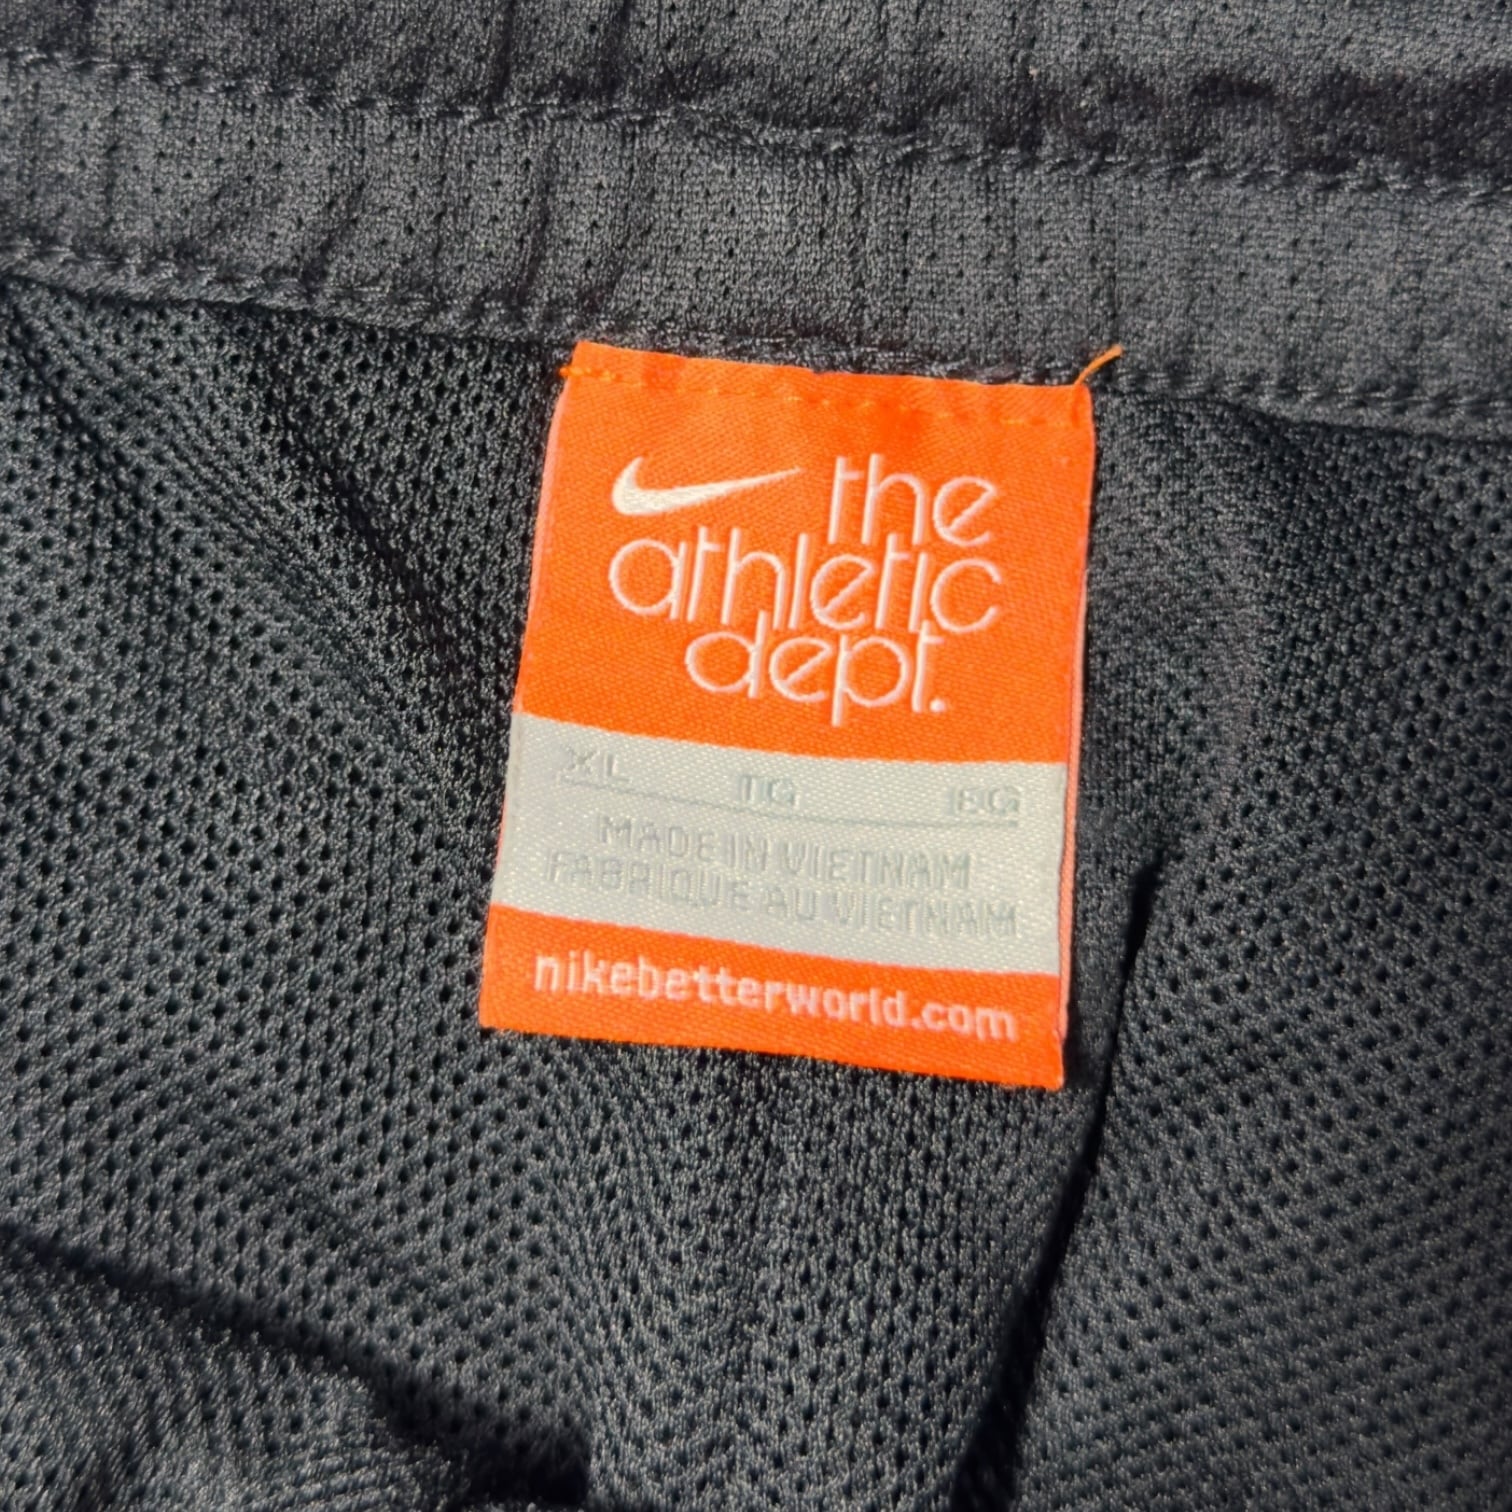 the
athletic
dept.
XL TG EG
MADE IN VIETNAM
FABRIQUE AU VIETNAM
nikebetterworld.com